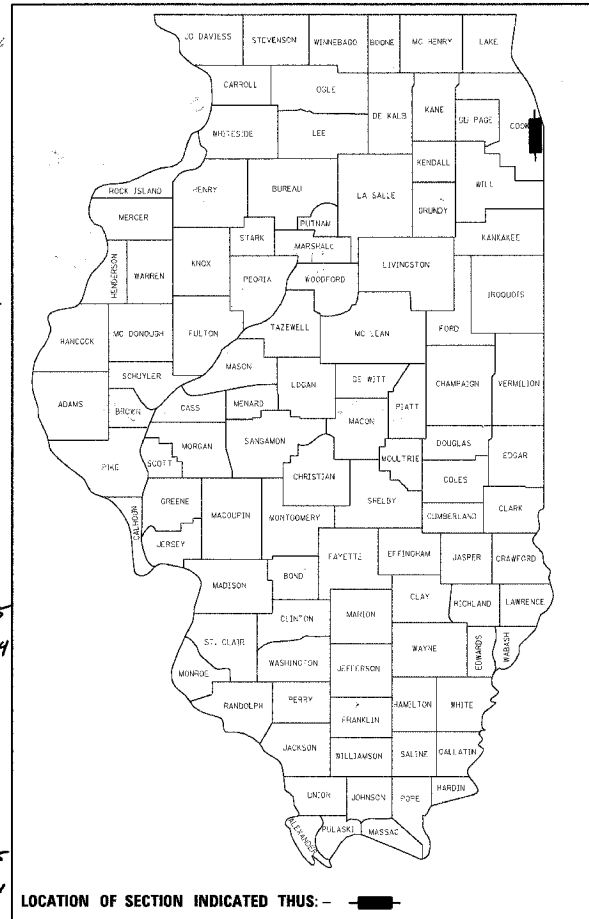 JO DAVIESS STEVENSON WINNEBAGO BOONE MC HENRY LAKE
CARROLL OGLE DE KALB KANE DU PAGE COOK
WHITESIDE LEE KENDALL WILL
ROCK ISLAND HENRY BUREAU LA SALLE GRUNDY
MERCER PUTNAM KANKAKEE
STARK MARSHALL
HENDERSON WARREN KNOX PEORIA WOODFORD LIVINGSTON IROQUOIS
HANCOCK MC DONOUGH FULTON TAZEWELL MC LEAN FORD
SCHUYLER MASON LOGAN DE WITT CHAMPAIGN VERMILION
ADAMS BROWN CASS MENARD MACON PIATT
MORGAN SANGAMON MOULTRIE DOUGLAS EDGAR
PIKE SCOTT CHRISTIAN COLES
SHELBY
GREENE MACOUPIN MONTGOMERY CUMBERLAND CLARK
CALHOUN JERSEY
FAYETTE EFFINGHAM JASPER CRAWFORD
MADISON BOND
CLAY RICHLAND LAWRENCE
CLINTON MARION
ST. CLAIR WAYNE EDWARDS WABASH
WASHINGTON JEFFERSON
MONROE
RANDOLPH PERRY HAMILTON WHITE
FRANKLIN
JACKSON WILLIAMSON SALINE GALLATIN
UNION JOHNSON POPE HARDIN
ALEXANDER PULASKI MASSAC
LOCATION OF SECTION INDICATED THUS: -